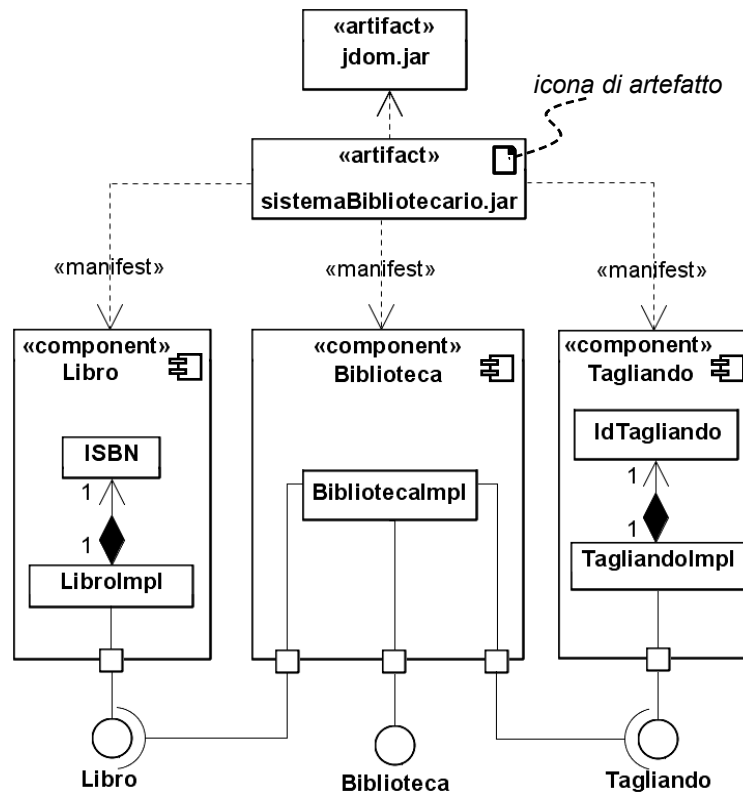 «artifact»
jdom.jar
icona di artefatto
«artifact»
sistemaBibliotecario.jar
«manifest»
«manifest»
«manifest»
«component»
Libro
«component»
Biblioteca
«component»
Tagliando
ISBN
1
1
LibroImpl
BibliotecaImpl
IdTagliando
1
1
TagliandoImpl
Libro
Biblioteca
Tagliando